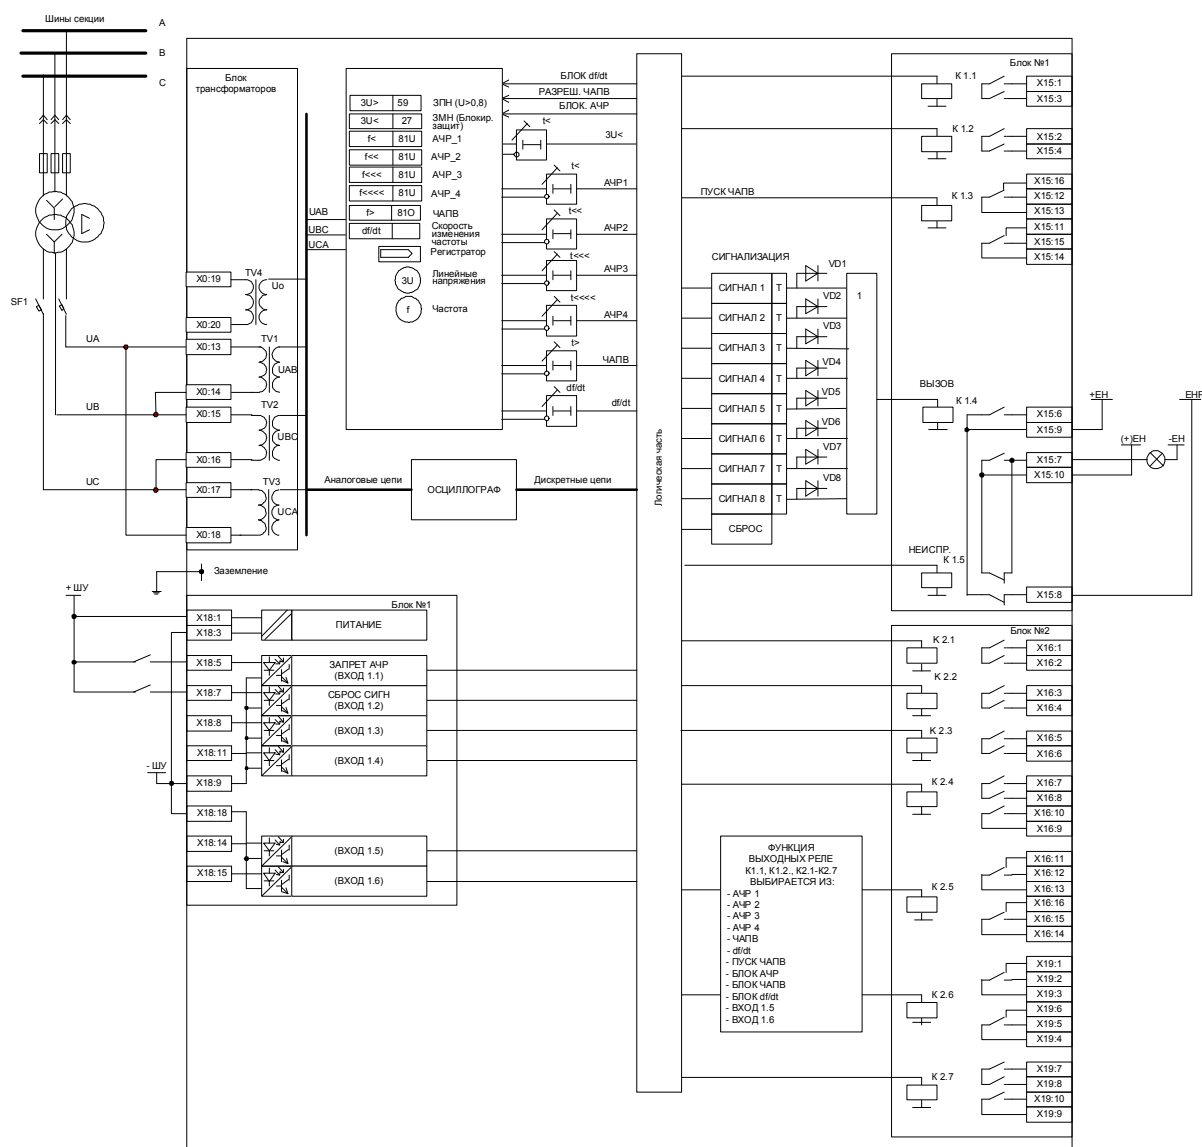 Шины секции
A
B
C
Блок
трансформаторов
X0:19
TV4
Uo
X0:20
SF1
UA
X0:13
TV1
UAB
X0:14
UB
X0:15
TV2
UBC
X0:16
UC
X0:17
TV3
UCA
X0:18
Заземление
UAB
UBC
UCA
3U> 59 ЗПН (U>0,8)
3U< 27 ЗМН (Блокир. защит)
f< 81U АЧР_1
f<< 81U АЧР_2
f<<< 81U АЧР_3
f<<<< 81U АЧР_4
f> 81O ЧАПВ
df/dt Скорость
изменения
частоты
Регистратор
3U Линейные
напряжения
f Частота
БЛОК df/dt
РАЗРЕШ. ЧАПВ
БЛОК. АЧР
t<
3U<
t<
АЧР1
t<<
АЧР2
t<<<
АЧР3
t<<<<
АЧР4
t>
ЧАПВ
df/dt
df/dt
Аналоговые цепи
ОСЦИЛЛОГРАФ
Дискретные цепи
Логическая часть
ПУСК ЧАПВ
СИГНАЛИЗАЦИЯ
СИГНАЛ 1 T VD1
СИГНАЛ 2 T VD2
СИГНАЛ 3 T VD3
СИГНАЛ 4 T VD4
СИГНАЛ 5 T VD5
СИГНАЛ 6 T VD6
СИГНАЛ 7 T VD7
СИГНАЛ 8 T VD8
СБРОС
1
ВЫЗОВ
НЕИСПР.
Блок №1
K 1.1
X15:1
X15:3
K 1.2
X15:2
X15:4
K 1.3
X15:16
X15:12
X15:13
X15:11
X15:15
X15:14
K 1.4
X15:6
X15:9
X15:7
X15:10
K 1.5
X15:8
+EH
(+)EH
-EH
Блок №2
K 2.1
X16:1
X16:2
K 2.2
X16:3
X16:4
K 2.3
X16:5
X16:6
K 2.4
X16:7
X16:8
X16:10
X16:9
K 2.5
X16:11
X16:12
X16:13
X16:16
X16:15
X16:14
K 2.6
X19:1
X19:2
X19:3
X19:6
X19:5
X19:4
K 2.7
X19:7
X19:8
X19:10
X19:9
ФУНКЦИЯ
ВЫХОДНЫХ РЕЛЕ
К1.1, К1.2., К2.1-К2.7
ВЫБИРАЕТСЯ ИЗ:
- АЧР 1
- АЧР 2
- АЧР 3
- АЧР 4
- ЧАПВ
- df/dt
- ПУСК ЧАПВ
- БЛОК АЧР
- БЛОК ЧАПВ
- БЛОК df/dt
- ВХОД 1.5
- ВХОД 1.6
+ ШУ
- ШУ
Блок №1
X18:1
X18:3
ПИТАНИЕ
X18:5
ЗАПРЕТ АЧР
(ВХОД 1.1)
X18:7
СБРОС СИГН
(ВХОД 1.2)
X18:8
(ВХОД 1.3)
X18:11
(ВХОД 1.4)
X18:9
X18:18
X18:14
(ВХОД 1.5)
X18:15
(ВХОД 1.6)